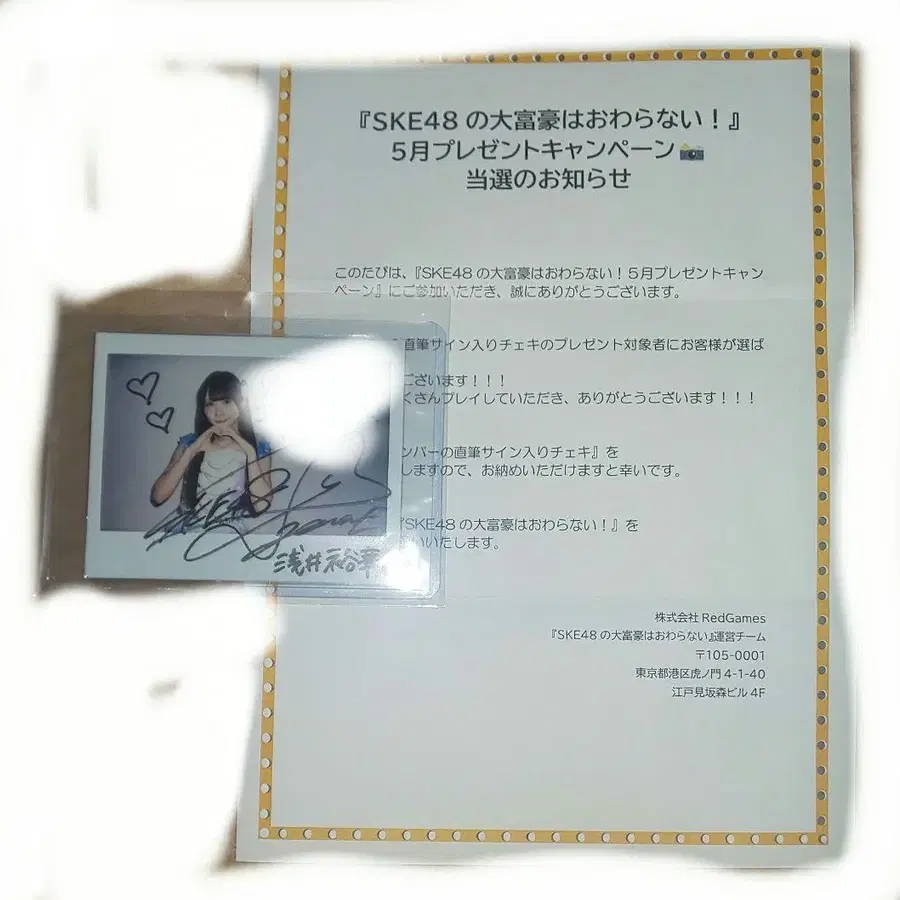 『SKE48 の大富豪はおわらない！』
5月プレゼントキャンペーン📸
当選のお知らせ
このたびは、『SKE48 の大富豪はおわらない！5月プレゼントキャン
ペーン』にご参加いただき、誠にありがとうございます。
直筆サイン入りチェキのプレゼント対象者にお客様が選ば
ございます！！！
くさんプレイしていただき、ありがとうございます！！！
ンバーの直筆サイン入りチェキ』を
しますので、お納めいただけますと幸いです。
『SKE48 の大富豪はおわらない！』を
いいたします。
株式会社 RedGames
『SKE48 の大富豪はおわらない』運営チーム
〒105-0001
東京都港区虎ノ門 4-1-40
江戸見坂森ビル 4F
SKE48
浅井裕華